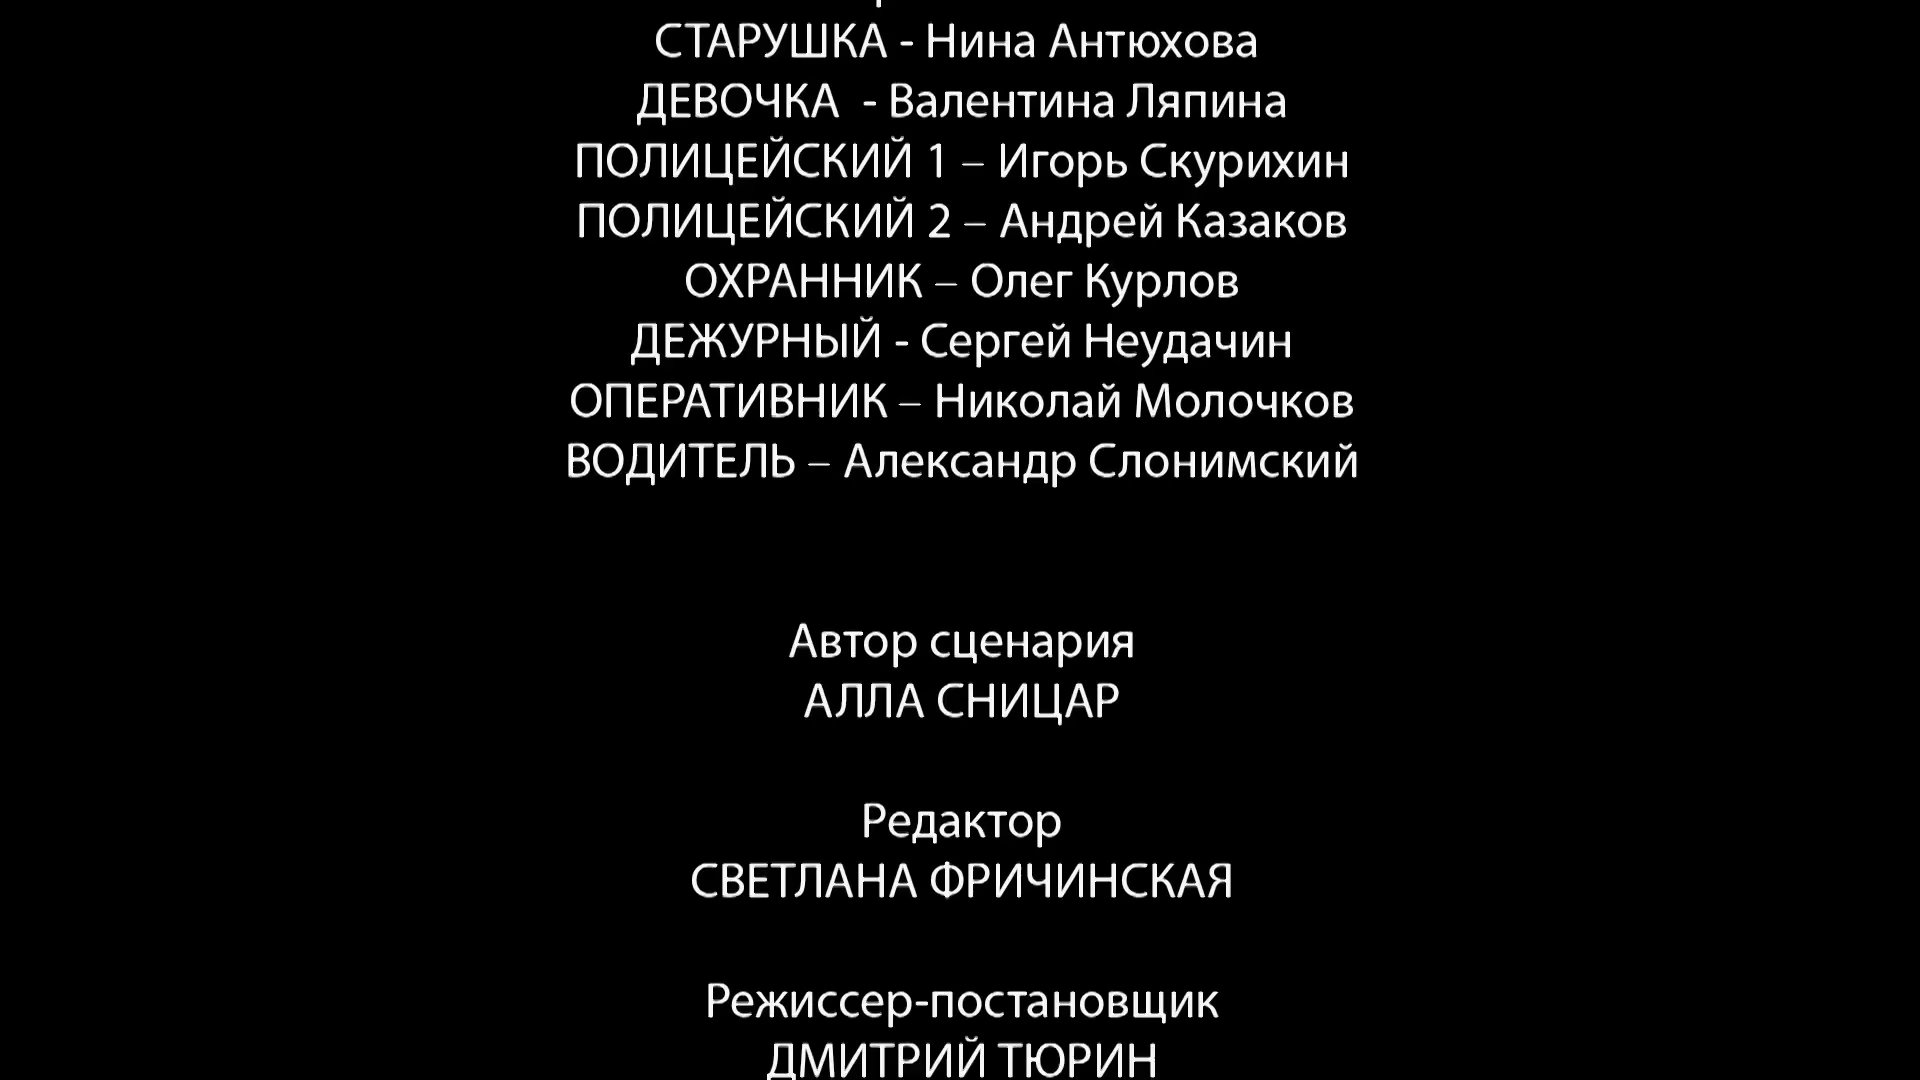 СТАРУШКА - Нина Антюхова
ДЕВОЧКА  - Валентина Ляпина
ПОЛИЦЕЙСКИЙ 1 – Игорь Скурихин
ПОЛИЦЕЙСКИЙ 2 – Андрей Казаков
ОХРАННИК – Олег Курлов
ДЕЖУРНЫЙ - Сергей Неудачин
ОПЕРАТИВНИК – Николай Молочков
ВОДИТЕЛЬ – Александр Слонимский
Автор сценария
АЛЛА СНИЦАР
Редактор
СВЕТЛАНА ФРИЧИНСКАЯ
Режиссер-постановщик
ДМИТРИЙ ТЮРИН